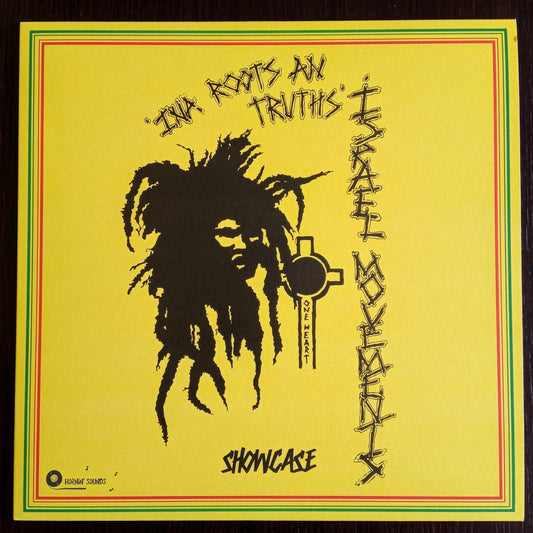 'INA ROOTS AN
TRUTHS'
ISRAEL MOVEMENTS
ONE HEART
SHOWCASE
HORNIN' SOUNDS